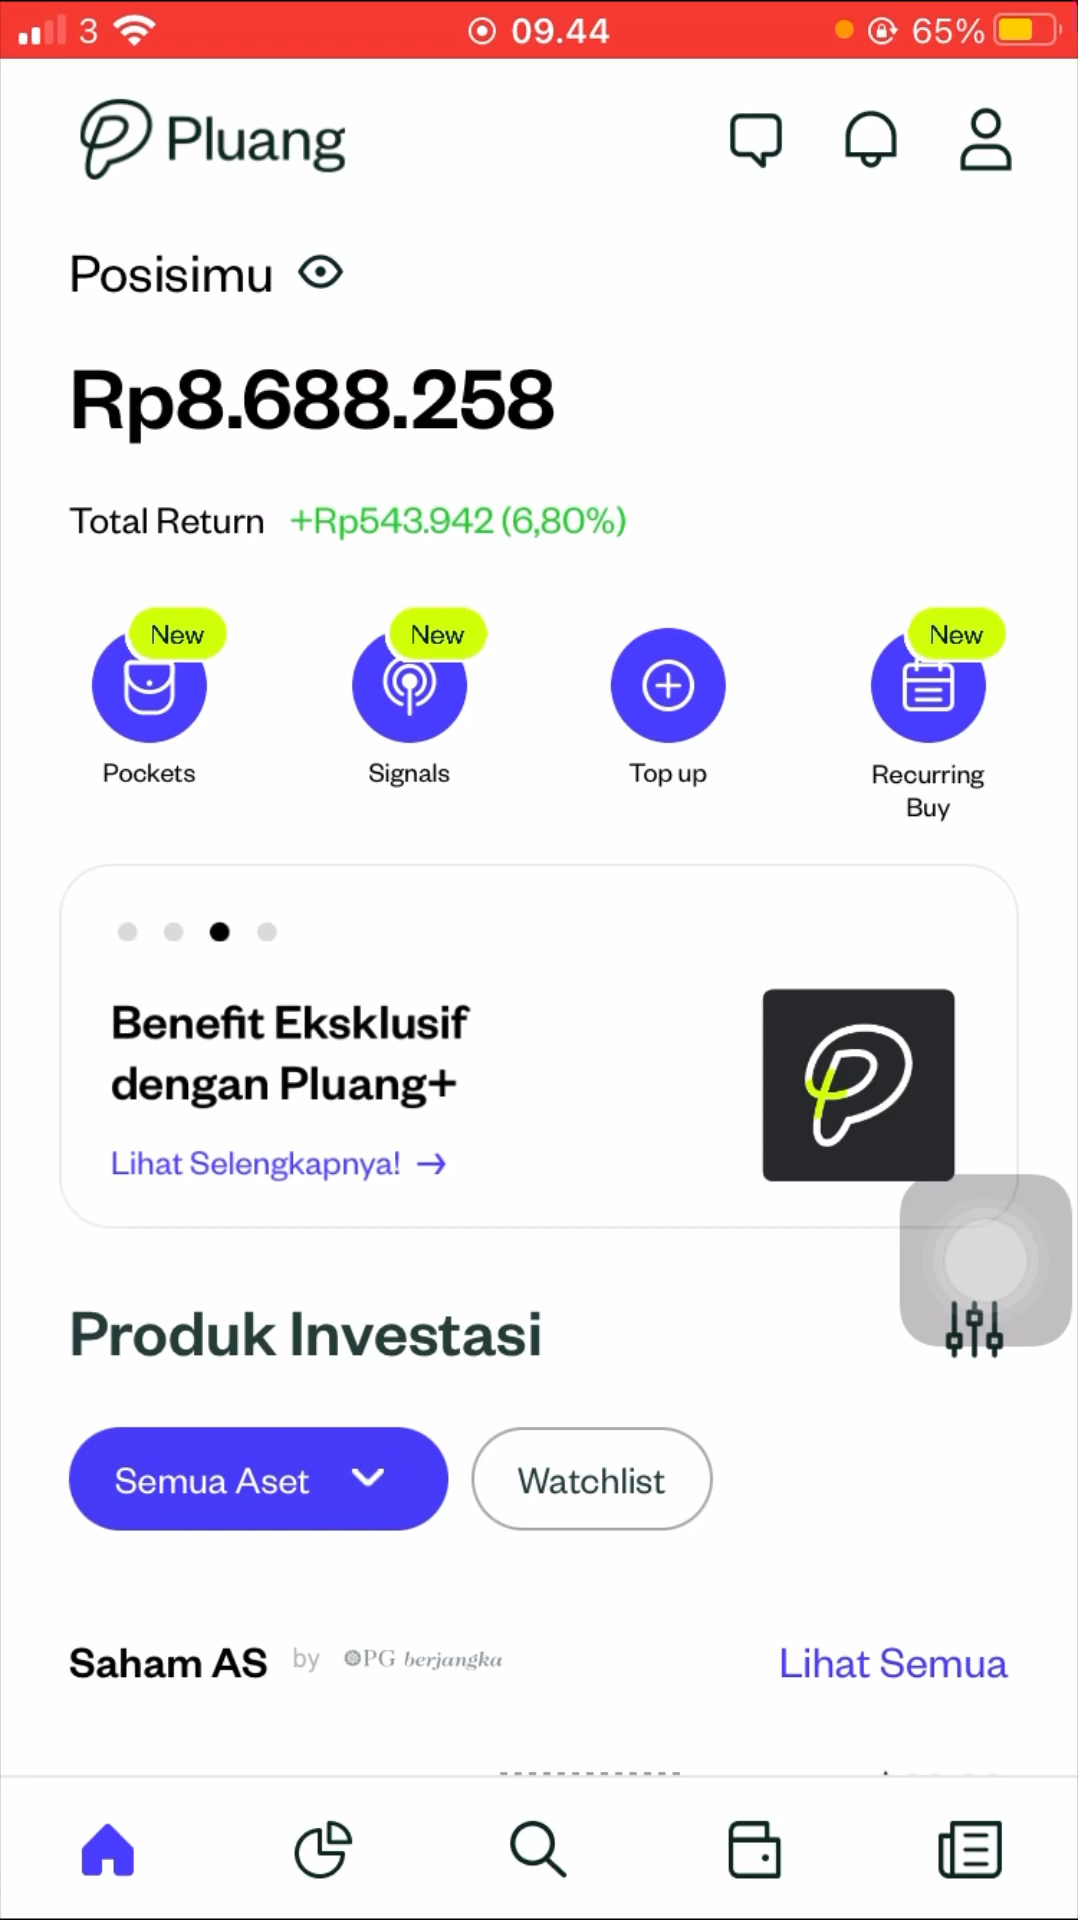 3 09.44 65%
Pluang
Posisimu
Rp8.688.258
Total Return +Rp543.942 (6,80%)
New New New
Pockets Signals Top up Recurring Buy
Benefit Eksklusif
dengan Pluang+
Lihat Selengkapnya! →
Produk Investasi
Semua Aset Watchlist
Saham AS by PG berjangka Lihat Semua